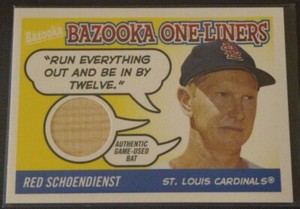 Bazooka
BAZOOKA ONE-LINERS
"RUN EVERYTHING
OUT AND BE IN BY
TWELVE."
AUTHENTIC
GAME-USED
BAT
RED SCHOENDIENST
ST. LOUIS CARDINALS®